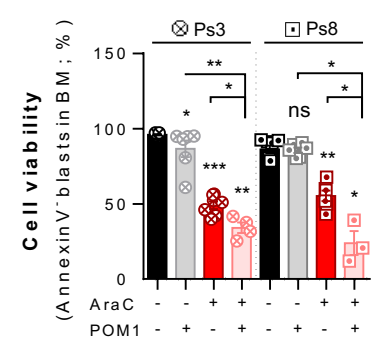 Ps3 Ps8
Cell viability
(AnnexinV⁻ blasts in BM; %)
150
100
50
0
** *
* *
* ns
*** **
** *
AraC - - + + - - + +
POM1 - + - + - + - +